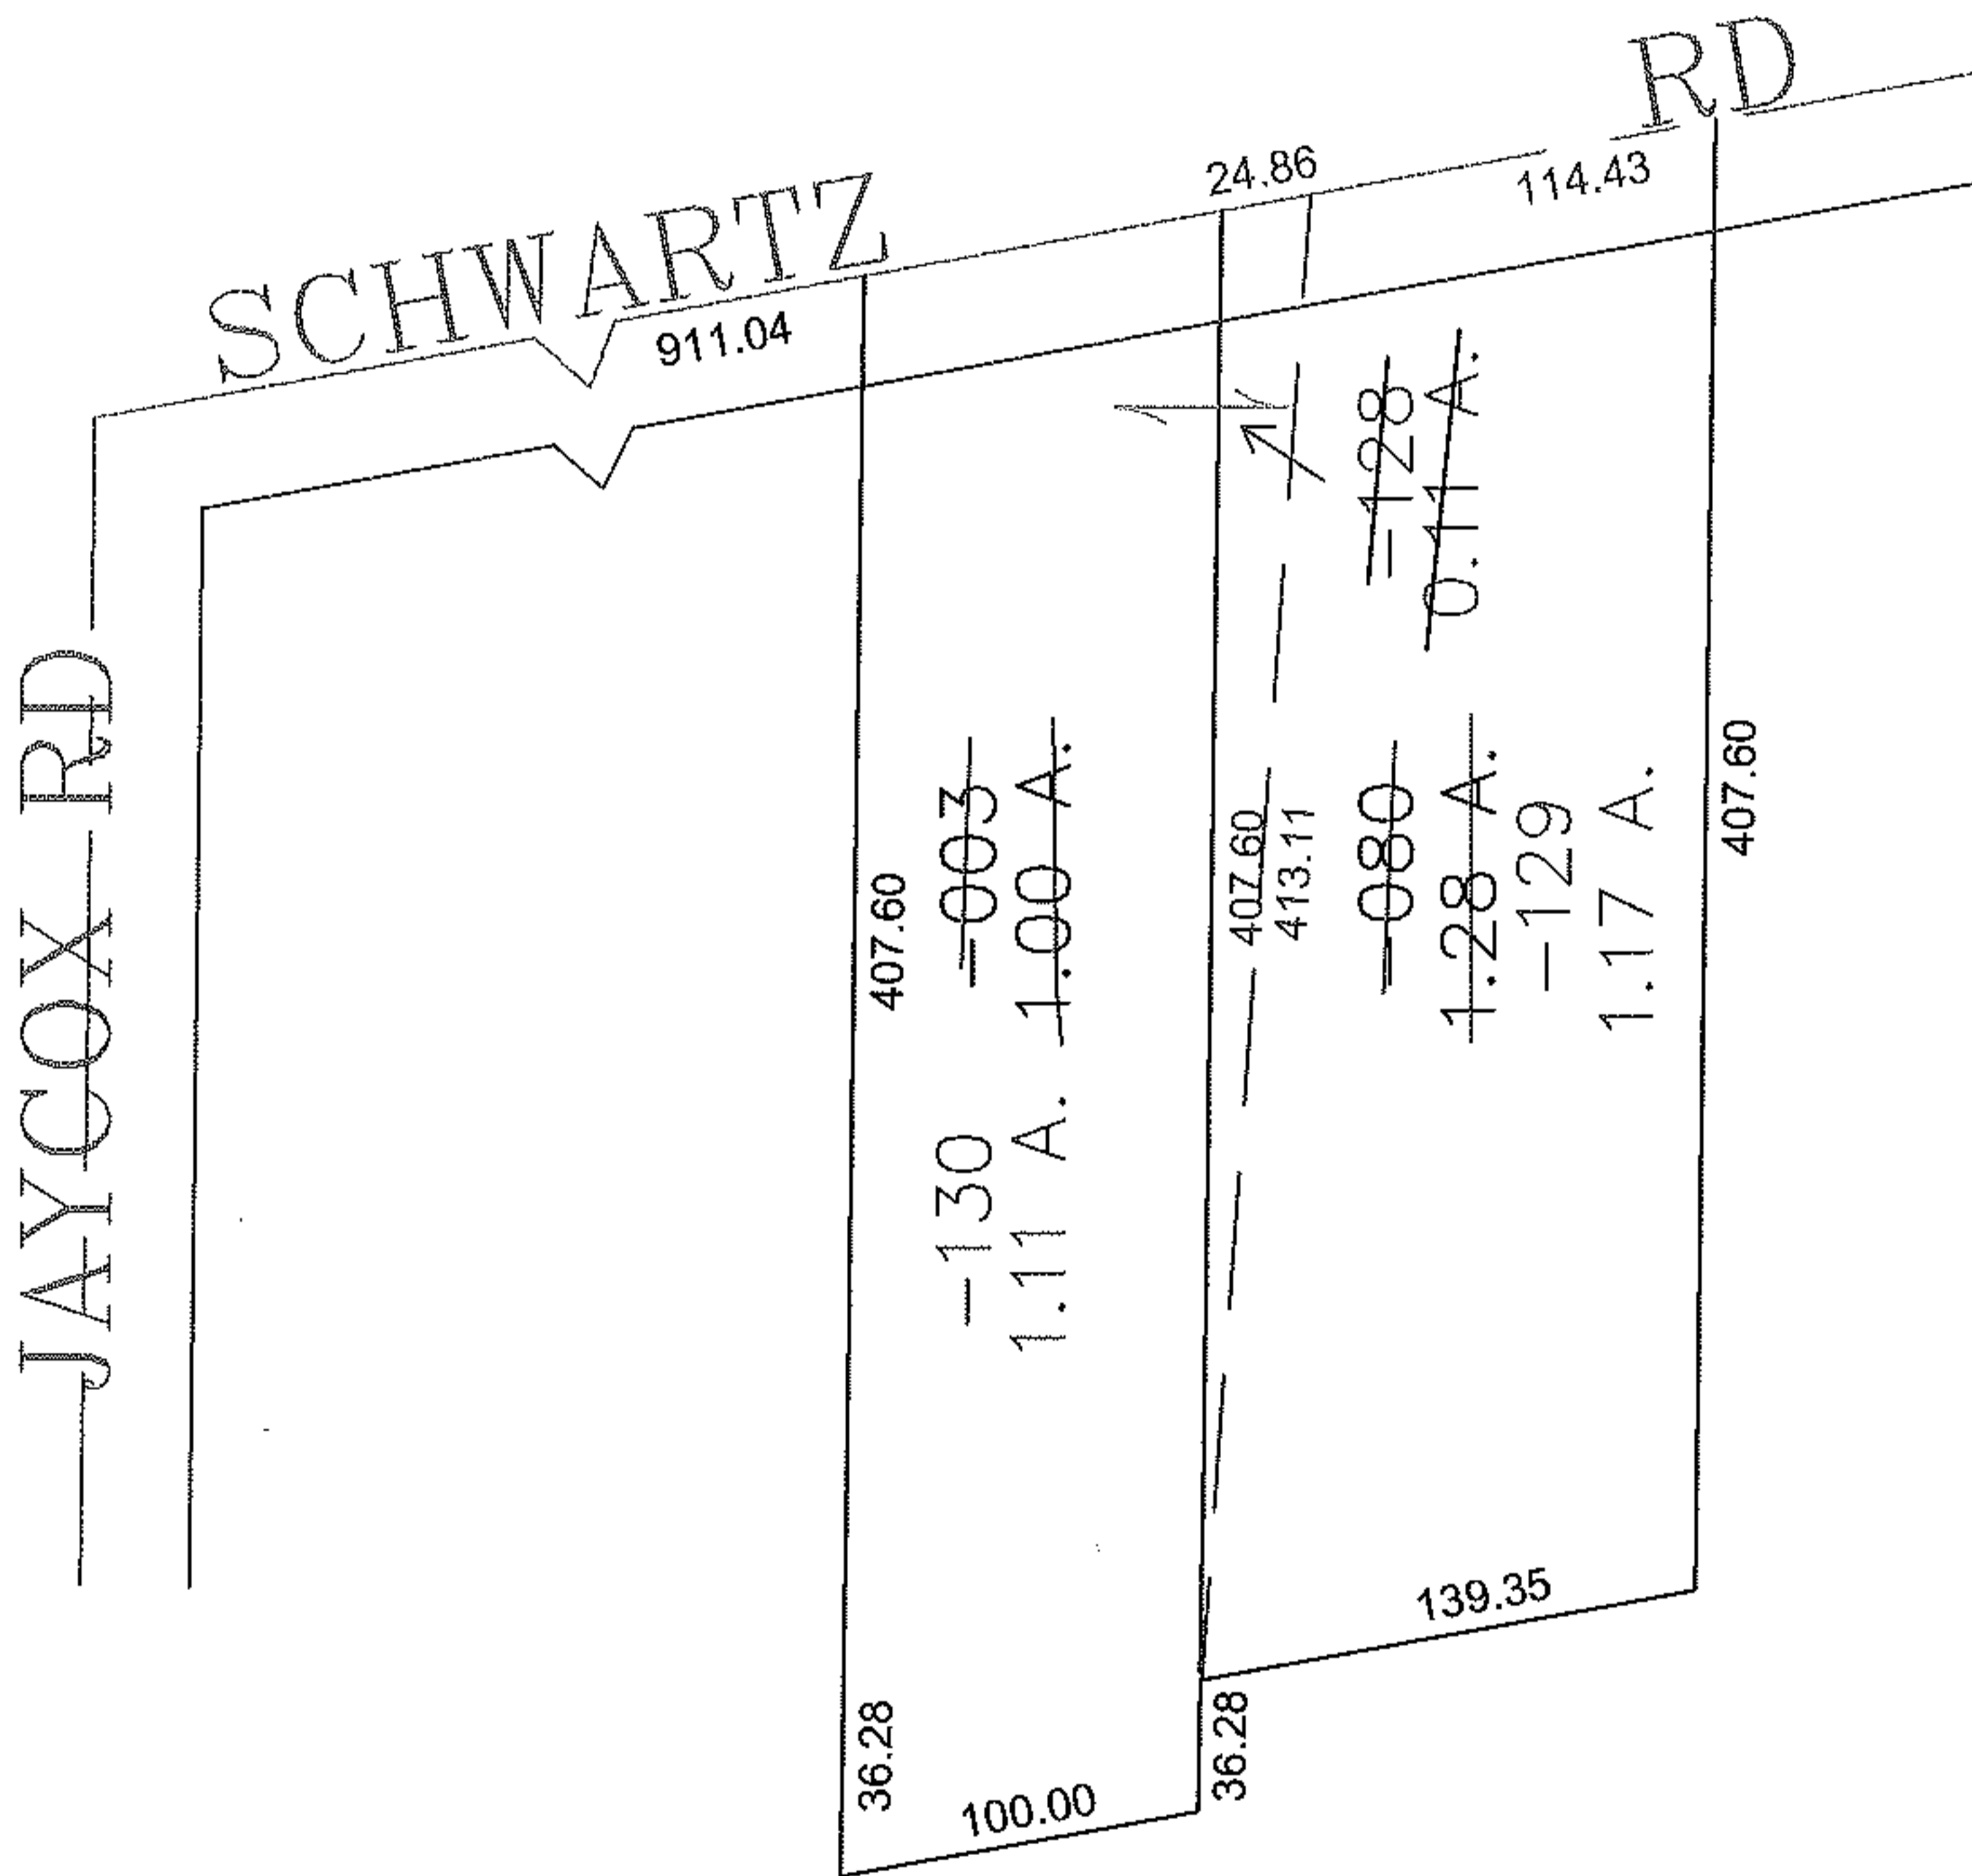 SCHWARTZ RD
911.04
24.86
114.43
JAYCOX RD
-003
1.00 A.
-130
1.11 A.
407.60
407.60
413.11
-128
0.11 A.
-080
1.28 A.
-129
1.17 A.
407.60
139.35
36.28
36.28
100.00